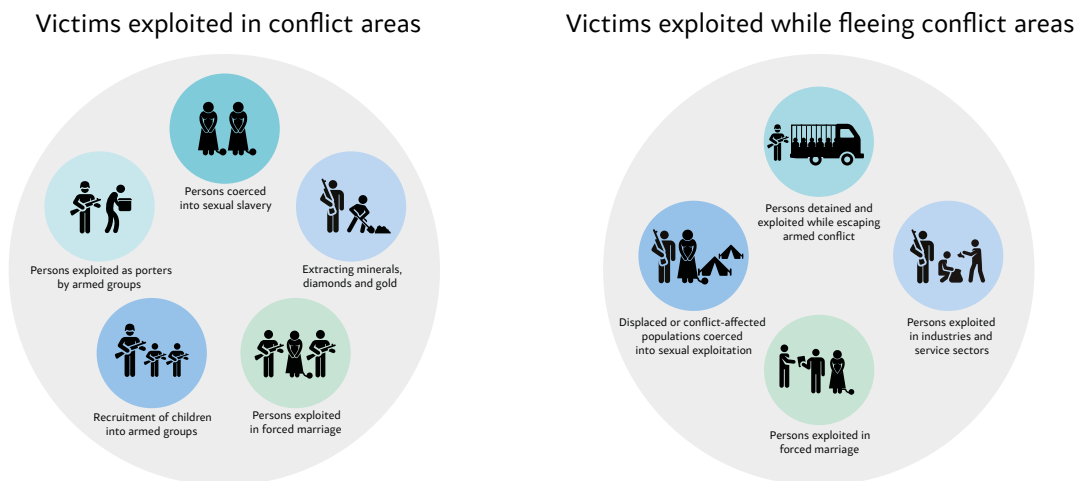 Victims exploited in conflict areas
Persons coerced
into sexual slavery
Persons exploited as porters
by armed groups
Extracting minerals,
diamonds and gold
Recruitment of children
into armed groups
Persons exploited
in forced marriage
Victims exploited while fleeing conflict areas
Persons detained and
exploited while escaping
armed conflict
Displaced or conflict-affected
populations coerced
into sexual exploitation
Persons exploited
in industries and
service sectors
Persons exploited in
forced marriage